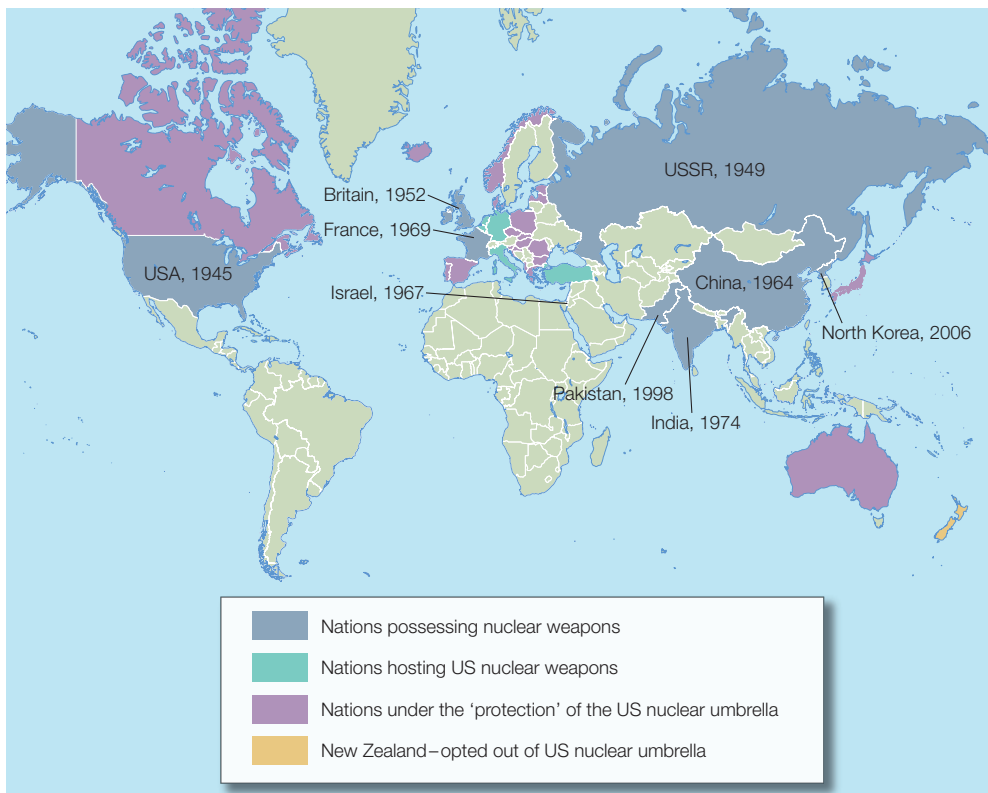 USSR, 1949
Britain, 1952
France, 1969
USA, 1945
China, 1964
Israel, 1967
North Korea, 2006
Pakistan, 1998
India, 1974
Nations possessing nuclear weapons
Nations hosting US nuclear weapons
Nations under the ‘protection’ of the US nuclear umbrella
New Zealand–opted out of US nuclear umbrella